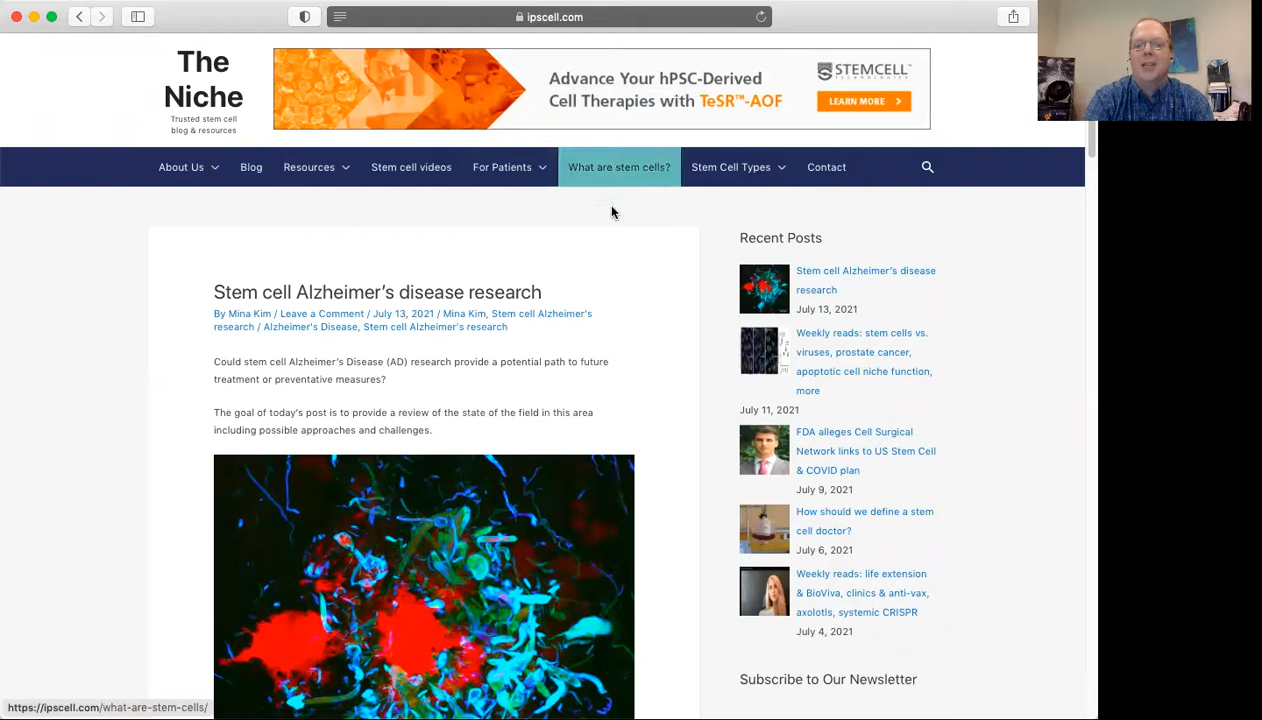 ipscell.com
The
Niche
Trusted stem cell
blog & resources
Advance Your hPSC-Derived
Cell Therapies with TeSR™-AOF
STEMCELL
TECHNOLOGIES
LEARN MORE
About Us
Blog
Resources
Stem cell videos
For Patients
What are stem cells?
Stem Cell Types
Contact
Stem cell Alzheimer's disease research
By Mina Kim / Leave a Comment / July 13, 2021 / Mina Kim, Stem cell Alzheimer's
research / Alzheimer's Disease, Stem cell Alzheimer's research
Could stem cell Alzheimer's Disease (AD) research provide a potential path to future
treatment or preventative measures?
The goal of today's post is to provide a review of the state of the field in this area
including possible approaches and challenges.
Recent Posts
Stem cell Alzheimer's disease
research
July 13, 2021
Weekly reads: stem cells vs.
viruses, prostate cancer,
apoptotic cell niche function,
more
July 11, 2021
FDA alleges Cell Surgical
Network links to US Stem Cell
& COVID plan
July 9, 2021
How should we define a stem
cell doctor?
July 6, 2021
Weekly reads: life extension
& BioViva, clinics & anti-vax,
axolotls, systemic CRISPR
July 4, 2021
Subscribe to Our Newsletter
https://ipscell.com/what-are-stem-cells/